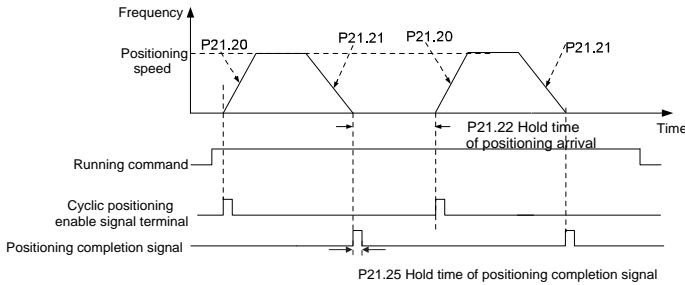 Frequency
Positioning
speed
P21.20
P21.21
P21.20
P21.21
P21.22 Hold time
of positioning arrival
Time
Running command
Cyclic positioning
enable signal terminal
Positioning completion signal
P21.25 Hold time of positioning completion signal